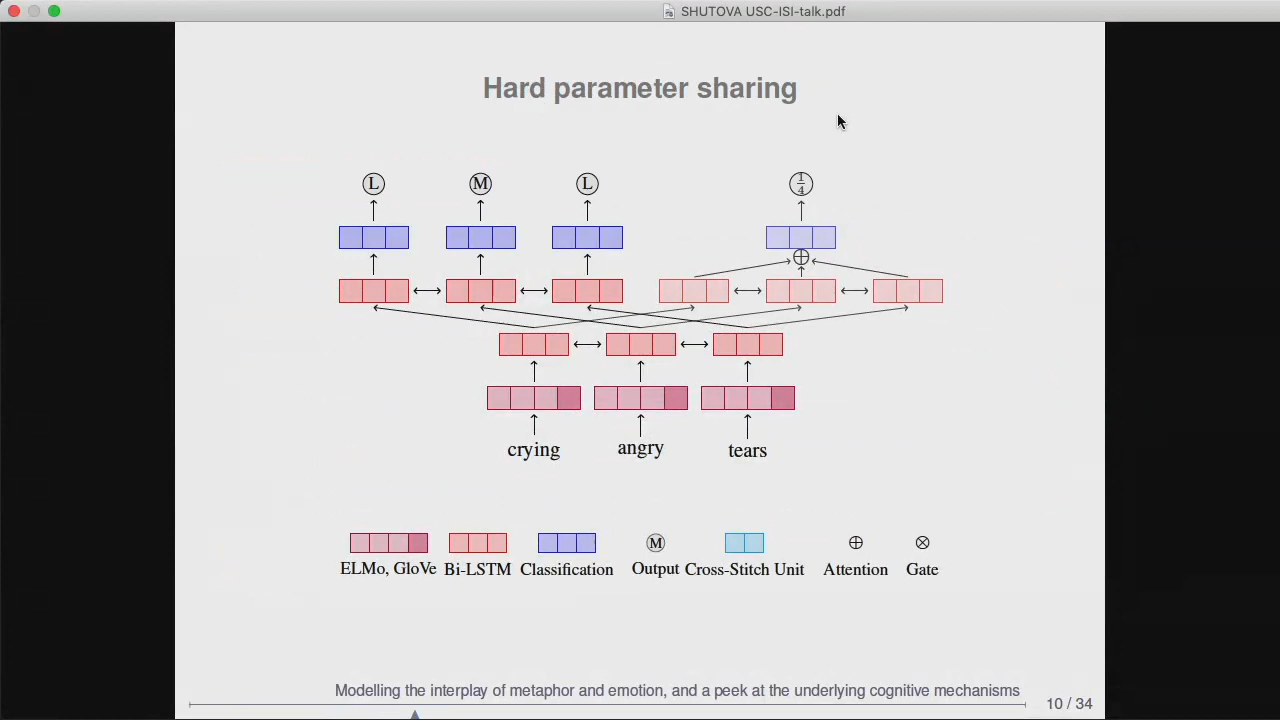 SHUTOVA USC-ISI-talk.pdf
Hard parameter sharing
L M L 1/4
crying angry tears
M
ELMo, GloVe Bi-LSTM Classification Output Cross-Stitch Unit Attention Gate
Modelling the interplay of metaphor and emotion, and a peek at the underlying cognitive mechanisms
10 / 34